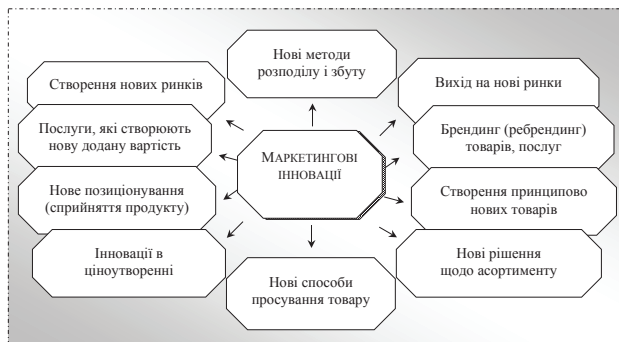 Нові методи
розподілу і збуту
Створення нових ринків
Вихід на нові ринки
Послуги, які створюють
нову додану вартість
МАРКЕТИНГОВІ
ІННОВАЦІЇ
Брендинг (ребрендинг)
товарів, послуг
Нове позиціонування
(сприйняття продукту)
Створення принципово
нових товарів
Інновації в
ціноутворенні
Нові рішення
щодо асортименту
Нові способи
просування товару